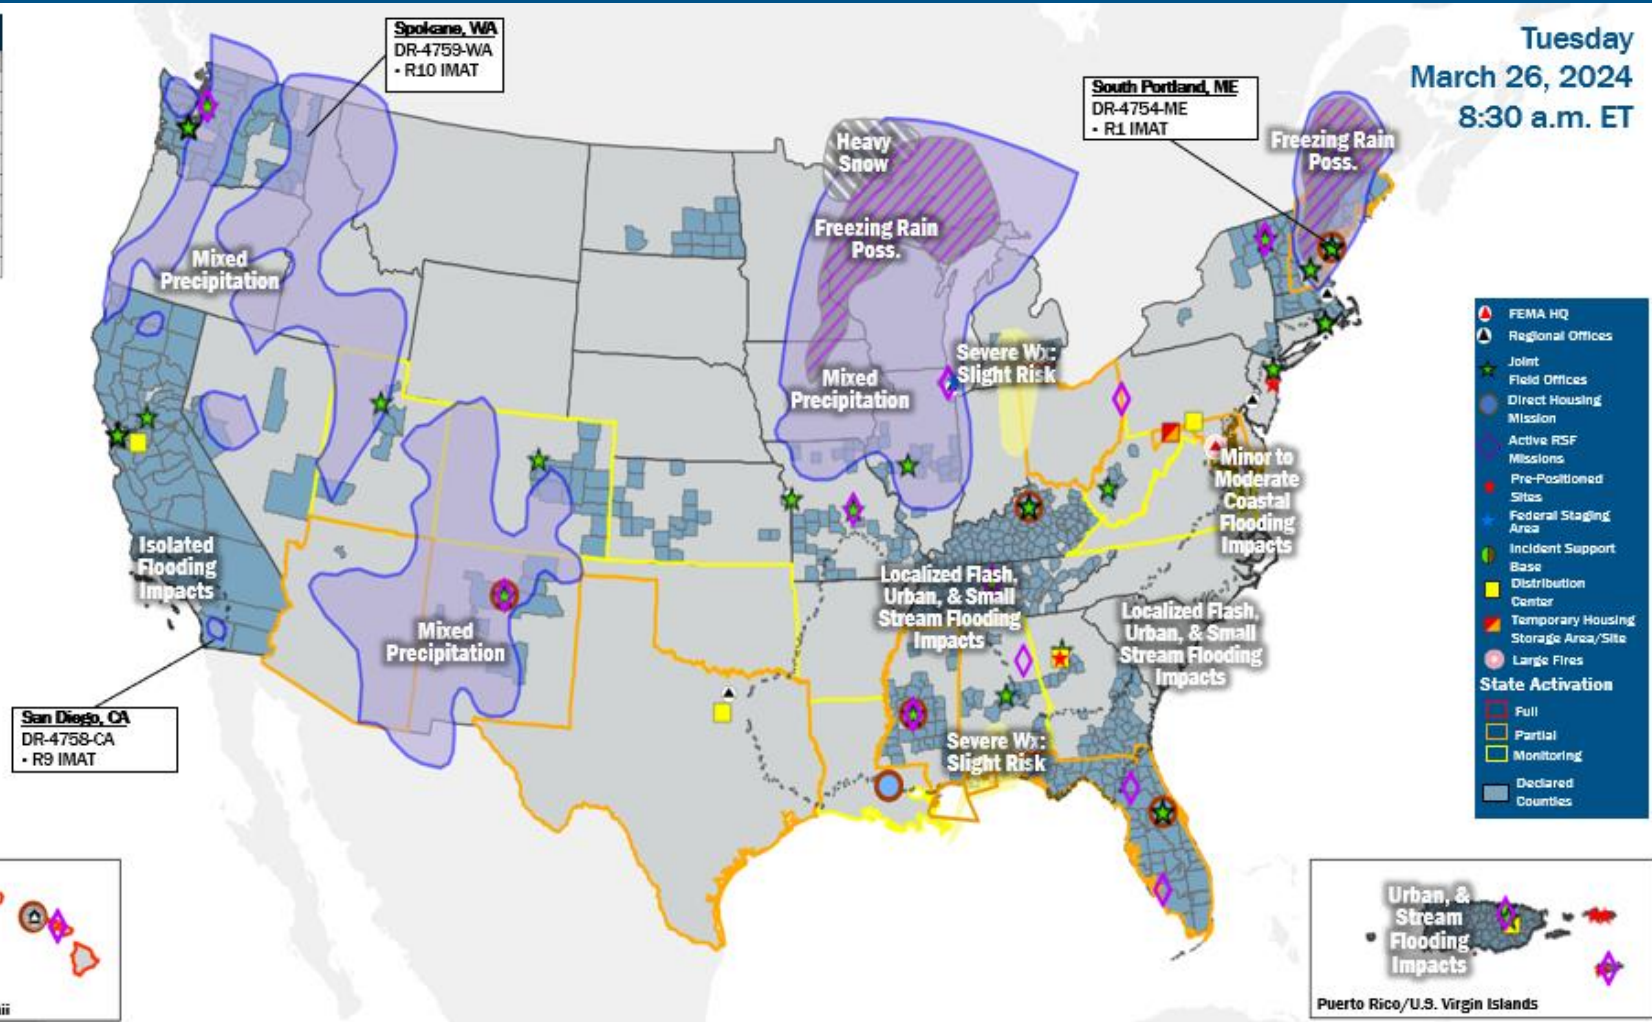 Tuesday
March 26, 2024
8:30 a.m. ET
Spokane, WA
DR-4759-WA
- R10 IMAT
South Portland, ME
DR-4754-ME
- R1 IMAT
Heavy
Snow
Freezing Rain
Poss.
Freezing Rain
Poss.
Mixed
Precipitation
Severe Wx:
Slight Risk
Mixed
Precipitation
Minor to
Moderate
Coastal
Flooding
Impacts
Isolated
Flooding
Impacts
Localized Flash,
Urban, & Small
Stream Flooding
Impacts
Localized Flash,
Urban, & Small
Stream Flooding
Impacts
Mixed
Precipitation
San Diego, CA
DR-4758-CA
- R9 IMAT
Severe Wx:
Slight Risk
FEMA HQ
Regional Offices
Joint
Field Offices
Direct Housing
Mission
Active RSF
Missions
Pre-Positioned
Sites
Federal Staging
Area
Incident Support
Base
Distribution
Center
Temporary Housing
Storage Area/Site
Large Fires
State Activation
Full
Partial
Monitoring
Declared
Counties
Urban, &
Stream
Flooding
Impacts
Puerto Rico/U.S. Virgin Islands
ii